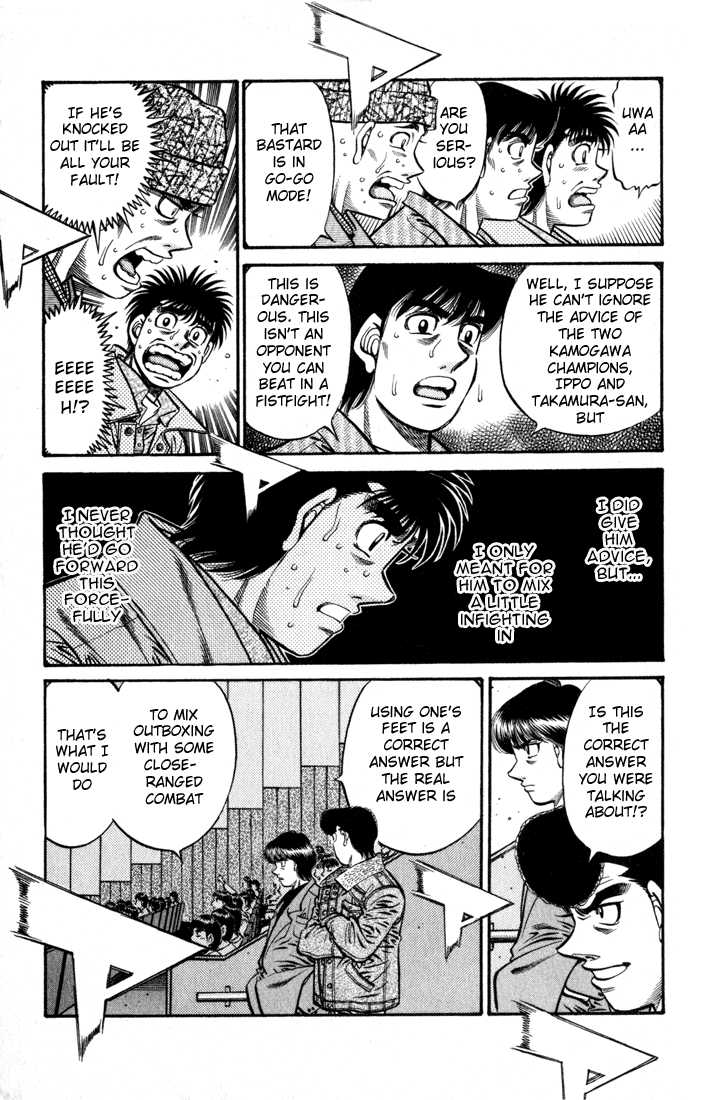 UWA
AA
...
ARE
YOU
SER-
IOUS?
THAT
BASTARD
IS IN
GO-GO
MODE!
IF HE'S
KNOCKED
OUT IT'LL BE
ALL YOUR
FAULT!
EEEE
EEEE
H!?
WELL, I SUPPOSE
HE CAN'T IGNORE
THE ADVICE OF
THE TWO
KAMOGAWA
CHAMPIONS,
IPPO AND
TAKAMURA-SAN,
BUT
THIS IS
DANGER-
OUS. THIS
ISN'T AN
OPPONENT
YOU CAN
BEAT IN A
FISTFIGHT!
I DID
GIVE
HIM
ADVICE,
BUT...
I ONLY
MEANT FOR
HIM TO MIX
A LITTLE
INFIGHTING
IN
I NEVER
THOUGHT
HE'D GO
FORWARD
THIS
FORCE-
FULLY
IS THIS
THE
CORRECT
ANSWER
YOU WERE
TALKING
ABOUT!?
USING ONE'S
FEET IS A
CORRECT
ANSWER BUT
THE REAL
ANSWER IS
TO MIX
OUTBOXING
WITH SOME
CLOSE-
RANGED
COMBAT
THAT'S
WHAT I
WOULD
DO